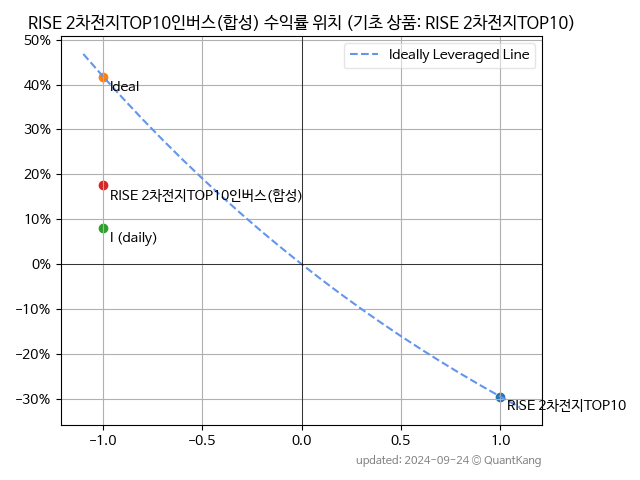 RISE 2차전지TOP10인버스(합성) 수익률 위치 (기초 상품: RISE 2차전지TOP10)
Ideally Leveraged Line
50%
40%
30%
20%
10%
0%
-10%
-20%
-30%
Ideal
RISE 2차전지TOP10인버스(합성)
I (daily)
RISE 2차전지TOP10
-1.0 -0.5 0.0 0.5 1.0
updated: 2024-09-24 © QuantKang